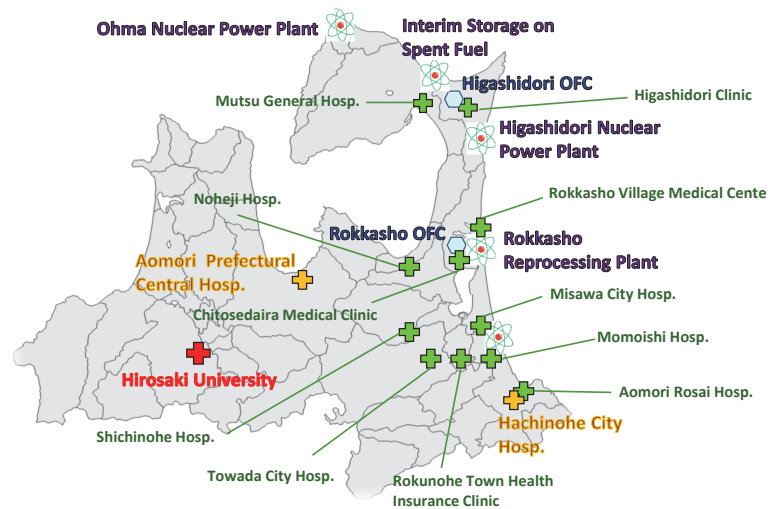 Ohma Nuclear Power Plant
Interim Storage on
Spent Fuel
Higashidori OFC
Mutsu General Hosp.
Higashidori Clinic
Higashidori Nuclear
Power Plant
Noheji Hosp.
Rokkasho Village Medical Cente
Rokkasho OFC
Rokkasho
Reprocessing Plant
Aomori Prefectural
Central Hosp.
Chitosedaira Medical Clinic
Misawa City Hosp.
Momoishi Hosp.
Hirosaki University
Aomori Rosai Hosp.
Hachinohe City
Hosp.
Shichinohe Hosp.
Towada City Hosp.
Rokunohe Town Health
Insurance Clinic